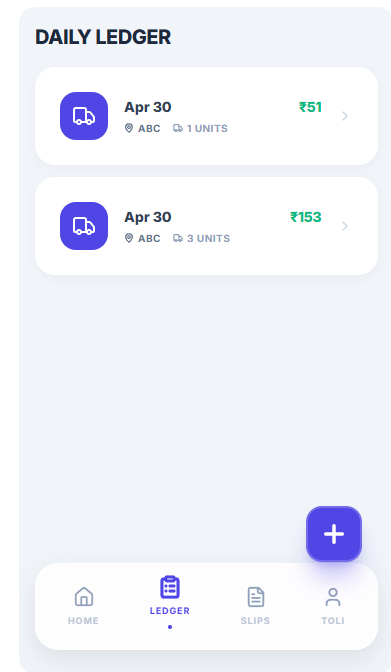 DAILY LEDGER
Apr 30 ₹51
ABC 1 UNITS
Apr 30 ₹153
ABC 3 UNITS
HOME LEDGER SLIPS TOLI